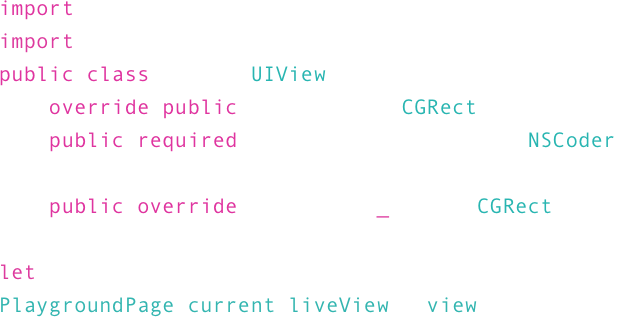 import
import
public class UIView
override public CGRect
public required NSCoder
public override _ CGRect
let
PlaygroundPage current liveView view